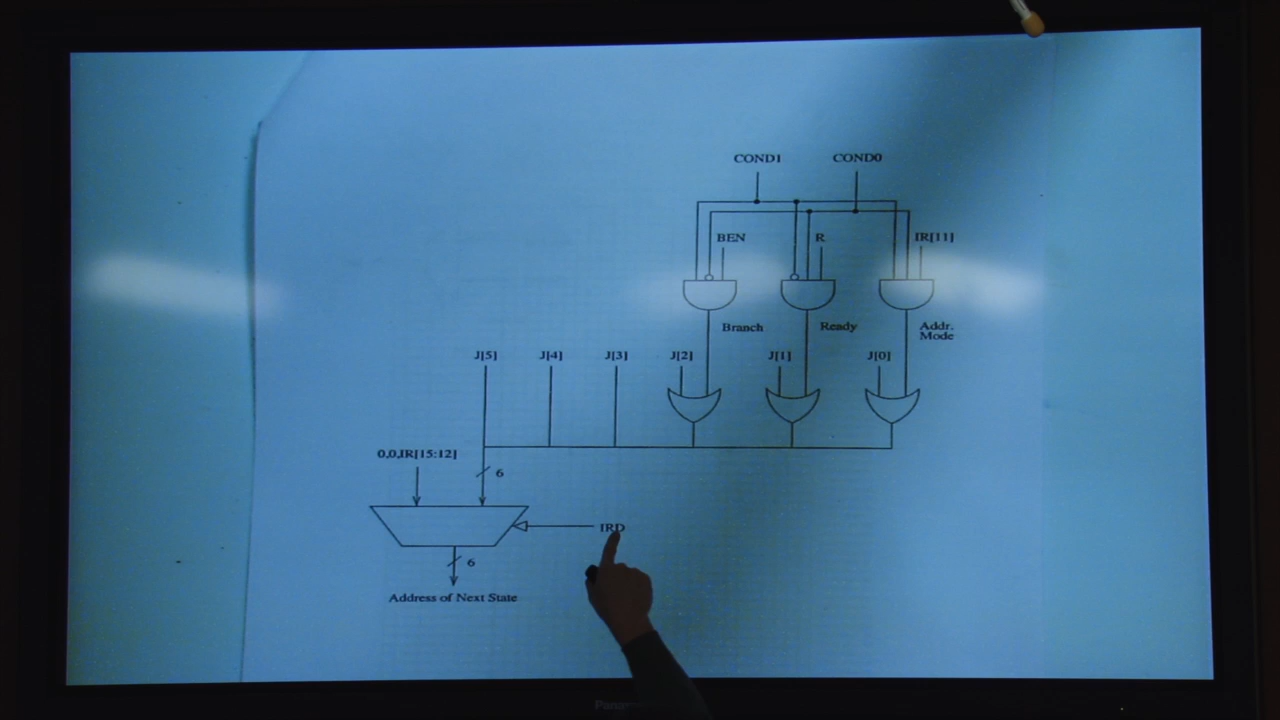 COND1 COND0
BEN R IR[11]
Branch Ready Addr.
Mode
J[5] J[4] J[3] J[2] J[1] J[0]
0,0,IR[15:12]
6
IRD
6
Address of Next State